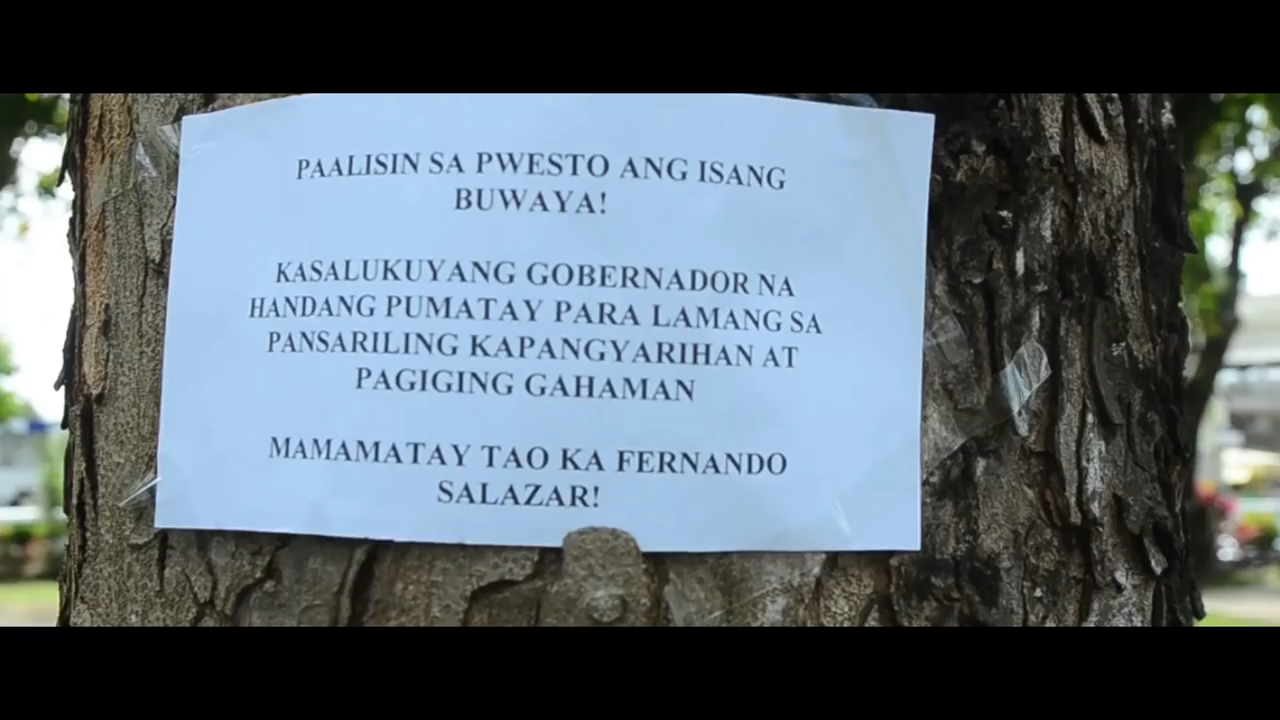 PAALISIN SA PWESTO ANG ISANG
BUWAYA!
KASALUKUYANG GOBERNADOR NA
HANDANG PUMATAY PARA LAMANG SA
PANSARILING KAPANGYARIHAN AT
PAGIGING GAHAMAN
MAMAMATAY TAO KA FERNANDO
SALAZAR!